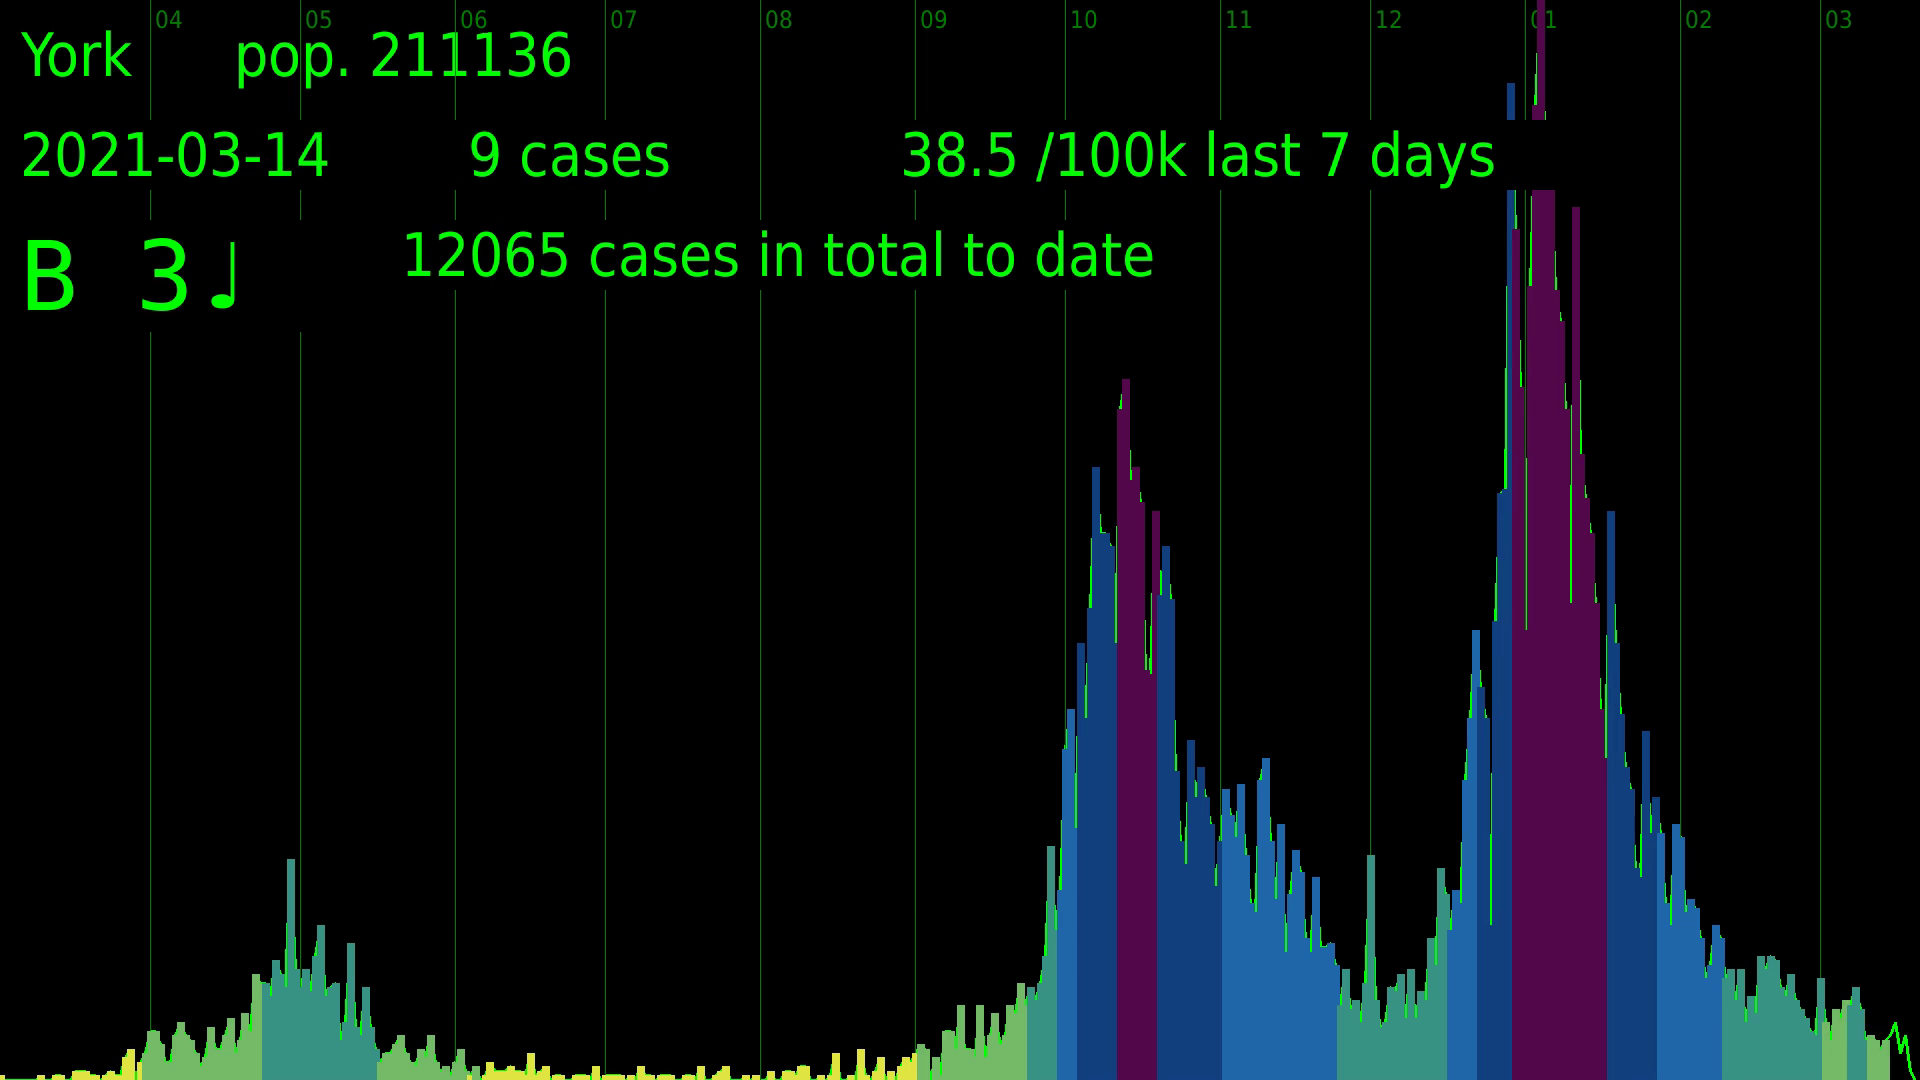 04 05 06 07 08 09 10 11 12 01 02 03
York pop. 211136
2021-03-14 9 cases 38.5 /100k last 7 days
B 3♩ 12065 cases in total to date